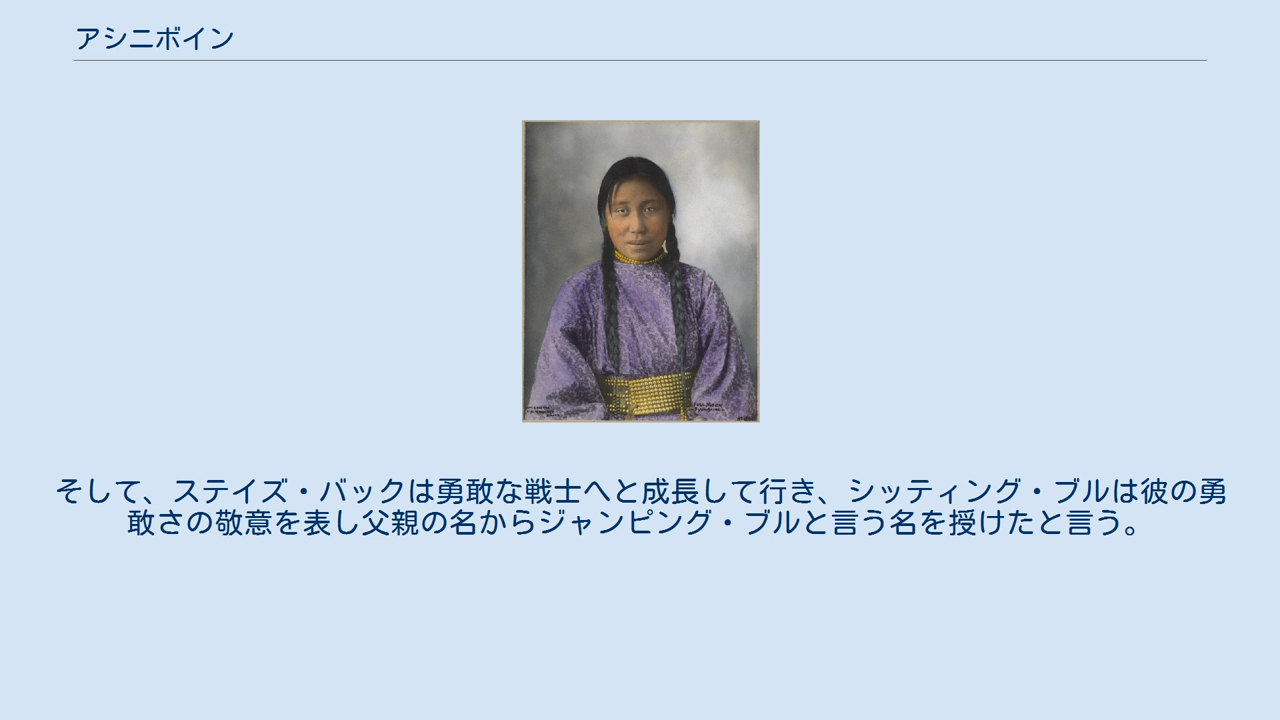 アシニボイン
そして、ステイズ・バックは勇敢な戦士へと成長して行き、シッティング・ブルは彼の勇
敢さの敬意を表し父親の名からジャンピング・ブルと言う名を授けたと言う。